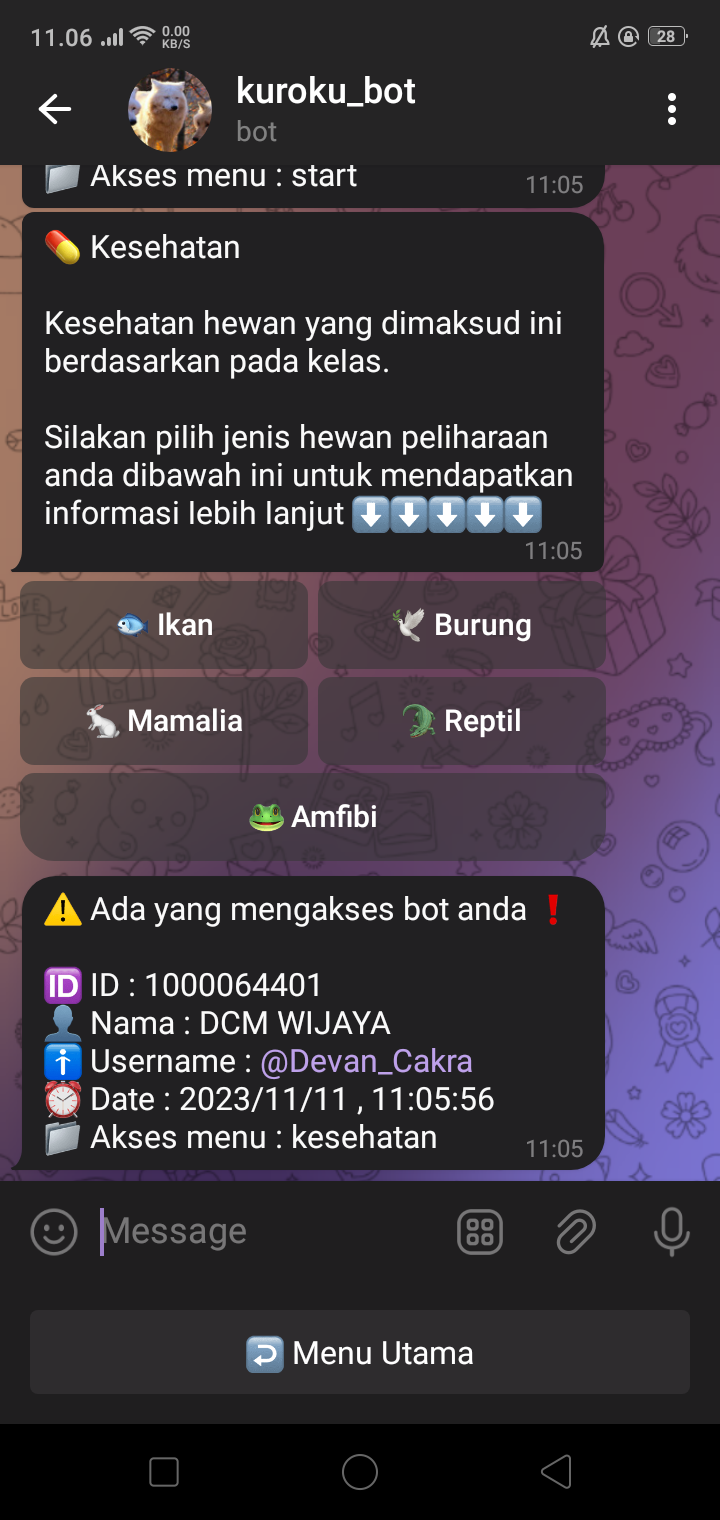 11.06
0.00
KB/S
28
kuroku_bot
bot
📁 Akses menu : start
11:05
💊 Kesehatan
Kesehatan hewan yang dimaksud ini
berdasarkan pada kelas.
Silakan pilih jenis hewan peliharaan
anda dibawah ini untuk mendapatkan
informasi lebih lanjut ⬇️⬇️⬇️⬇️⬇️
11:05
🐟 Ikan
🕊️ Burung
🐇 Mamalia
🐊 Reptil
🐸 Amfibi
⚠️ Ada yang mengakses bot anda ❗
🆔 ID : 1000064401
👤 Nama : DCM WIJAYA
🚹 Username : @Devan_Cakra
⏰ Date : 2023/11/11 , 11:05:56
📁 Akses menu : kesehatan
11:05
Message
↩️ Menu Utama